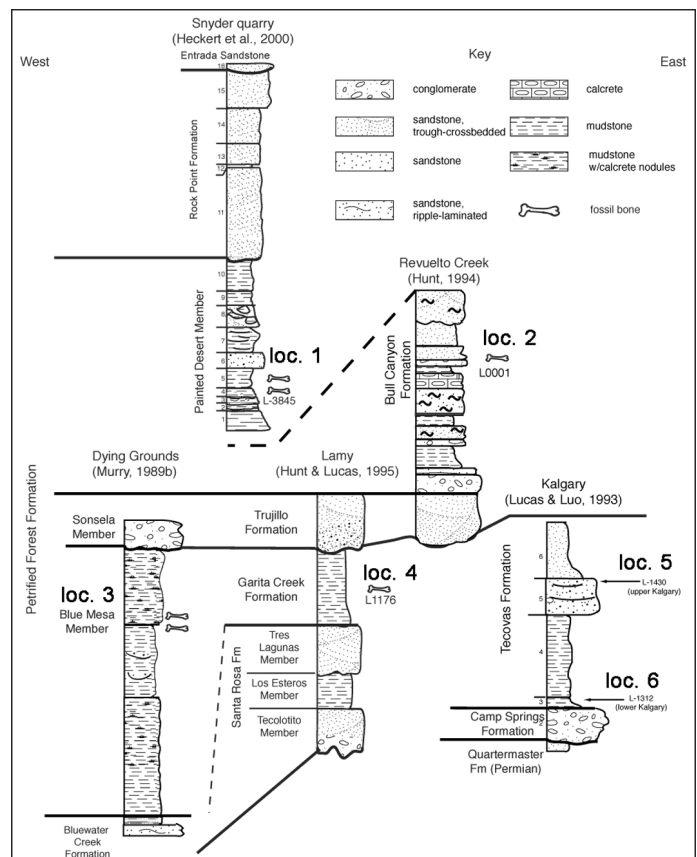 Snyder quarry
(Heckert et al., 2000)
Entrada Sandstone
West
Key
East
conglomerate
calcrete
sandstone,
trough-crossbedded
mudstone
sandstone
mudstone
w/calcrete nodules
sandstone,
ripple-laminated
fossil bone
Rock Point Formation
16
15
14
13
12
11
Painted Desert Member
10
9
8
7
6
5
4
2
1
loc. 1
L-3845
Revuelto Creek
(Hunt, 1994)
Bull Canyon
Formation
loc. 2
L0001
Petrified Forest Formation
Dying Grounds
(Murry, 1989b)
Sonsela
Member
loc. 3
Blue Mesa
Member
Bluewater
Creek
Formation
Lamy
(Hunt & Lucas, 1995)
Trujillo
Formation
Garita Creek
Formation
loc. 4
L1176
Santa Rosa Fm
Tres
Lagunas
Member
Los Esteros
Member
Tecolotito
Member
Kalgary
(Lucas & Luo, 1993)
Tecovas Formation
6
5
4
3
2
loc. 5
L-1430
(upper Kalgary)
loc. 6
L-1312
(lower Kalgary)
Camp Springs
Formation
Quartermaster
Fm (Permian)